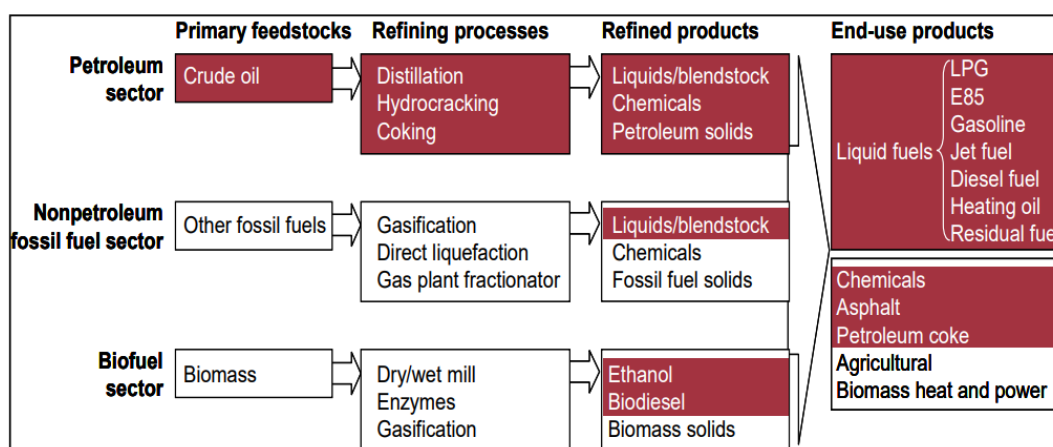 Primary feedstocks Refining processes Refined products End-use products
Petroleum sector
Crude oil
Distillation
Hydrocracking
Coking
Liquids/blendstock
Chemicals
Petroleum solids
Nonpetroleum
fossil fuel sector
Other fossil fuels
Gasification
Direct liquefaction
Gas plant fractionator
Liquids/blendstock
Chemicals
Fossil fuel solids
Biofuel
sector
Biomass
Dry/wet mill
Enzymes
Gasification
Ethanol
Biodiesel
Biomass solids
Liquid fuels
LPG
E85
Gasoline
Jet fuel
Diesel fuel
Heating oil
Residual fue
Chemicals
Asphalt
Petroleum coke
Agricultural
Biomass heat and power